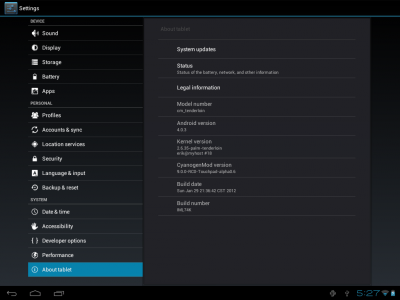 Settings
DEVICE
Sound
Display
Storage
Battery
Apps
PERSONAL
Profiles
Accounts & sync
Location services
Security
Language & input
Backup & reset
SYSTEM
Date & time
Accessibility
Developer options
Performance
About tablet
About tablet
System updates
Status
Status of the battery, network, and other information
Legal information
Model number
cm_tenderloin
Android version
4.0.3
Kernel version
2.6.35-palm-tenderloin
erik@myhost #18
CyanogenMod version
9.0.0-RC0-Touchpad-alpha0.6
Build date
Sun Jan 29 21:36:42 CST 2012
Build number
IML74K
5:27